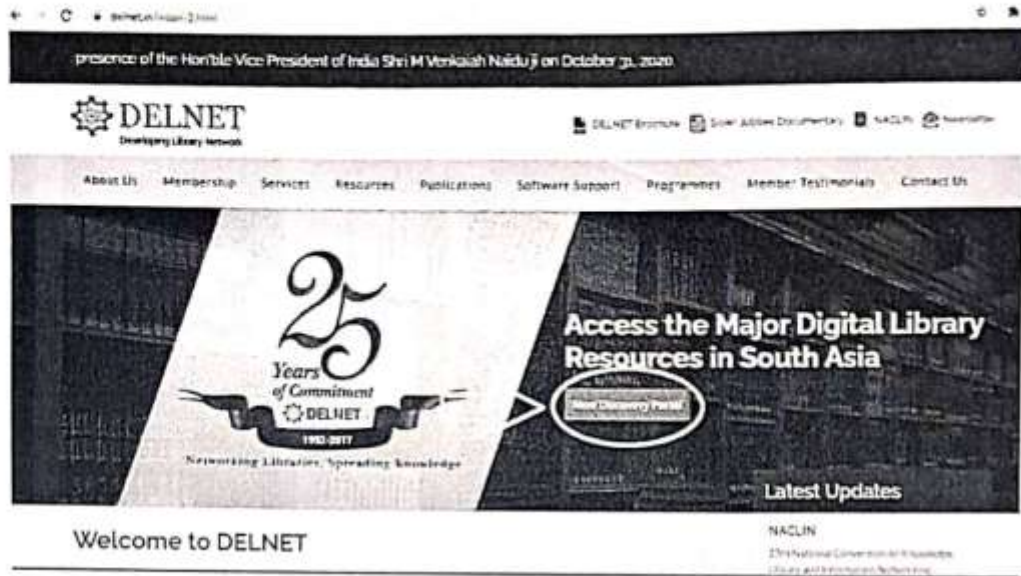 presence of the Hon'ble Vice President of India Shri M Venkaiah Naidu ji on October 31, 2020.
DELNET
Developing Library Network
DELNET Brochure Silver Jubilee Documentary NACLIN Newsletter
About Us Membership Services Resources Publications Software Support Programmes Member Testimonials Contact Us
25
Years
of Commitment
DELNET
1992-2017
Networking Libraries, Spreading Knowledge
Access the Major Digital Library
Resources in South Asia
Latest Updates
Welcome to DELNET
NACLIN